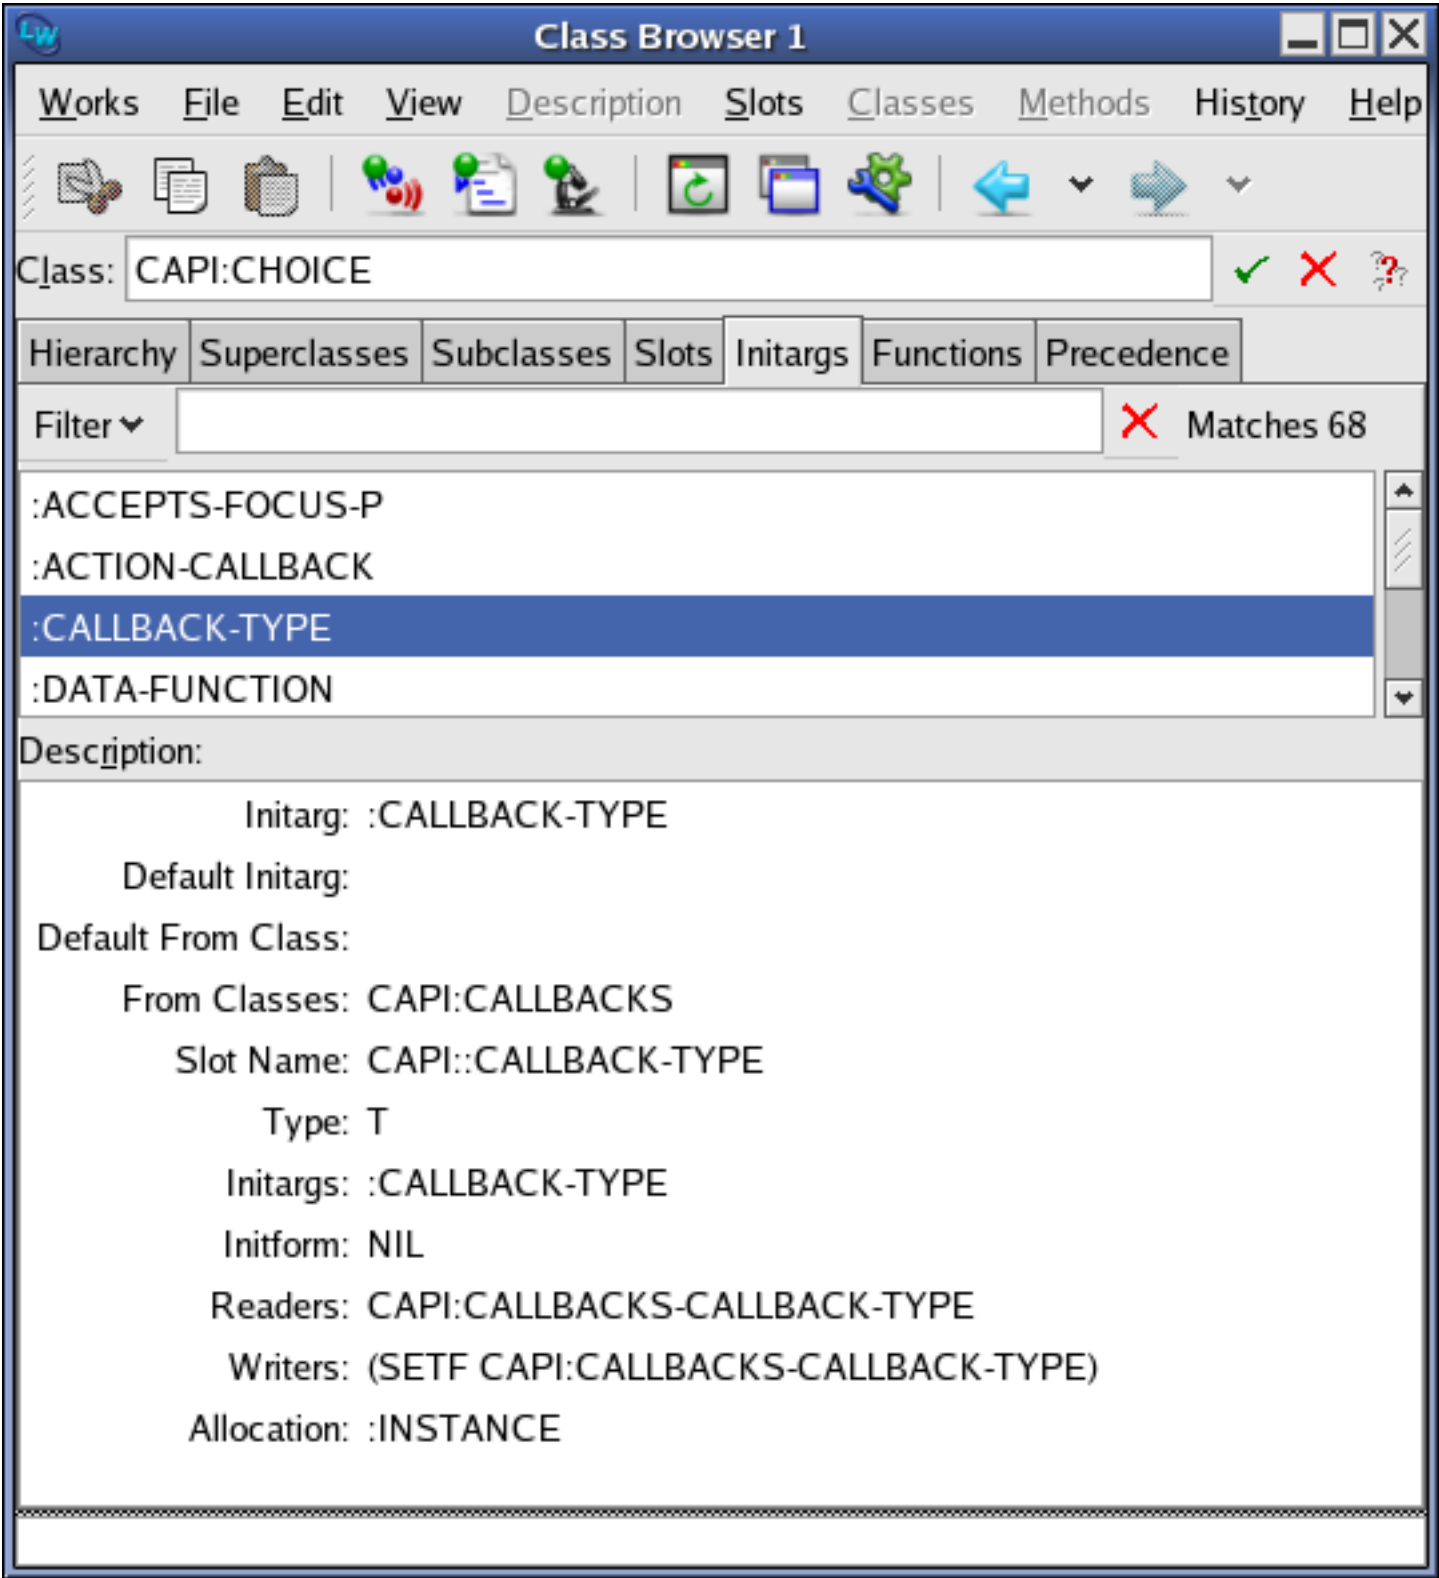 LW Class Browser 1
Works File Edit View Description Slots Classes Methods History Help
Class: CAPI:CHOICE
Hierarchy Superclasses Subclasses Slots Initargs Functions Precedence
Filter Matches 68
:ACCEPTS-FOCUS-P
:ACTION-CALLBACK
:CALLBACK-TYPE
:DATA-FUNCTION
Description:
Initarg: :CALLBACK-TYPE
Default Initarg:
Default From Class:
From Classes: CAPI:CALLBACKS
Slot Name: CAPI::CALLBACK-TYPE
Type: T
Initargs: :CALLBACK-TYPE
Initform: NIL
Readers: CAPI:CALLBACKS-CALLBACK-TYPE
Writers: (SETF CAPI:CALLBACKS-CALLBACK-TYPE)
Allocation: :INSTANCE